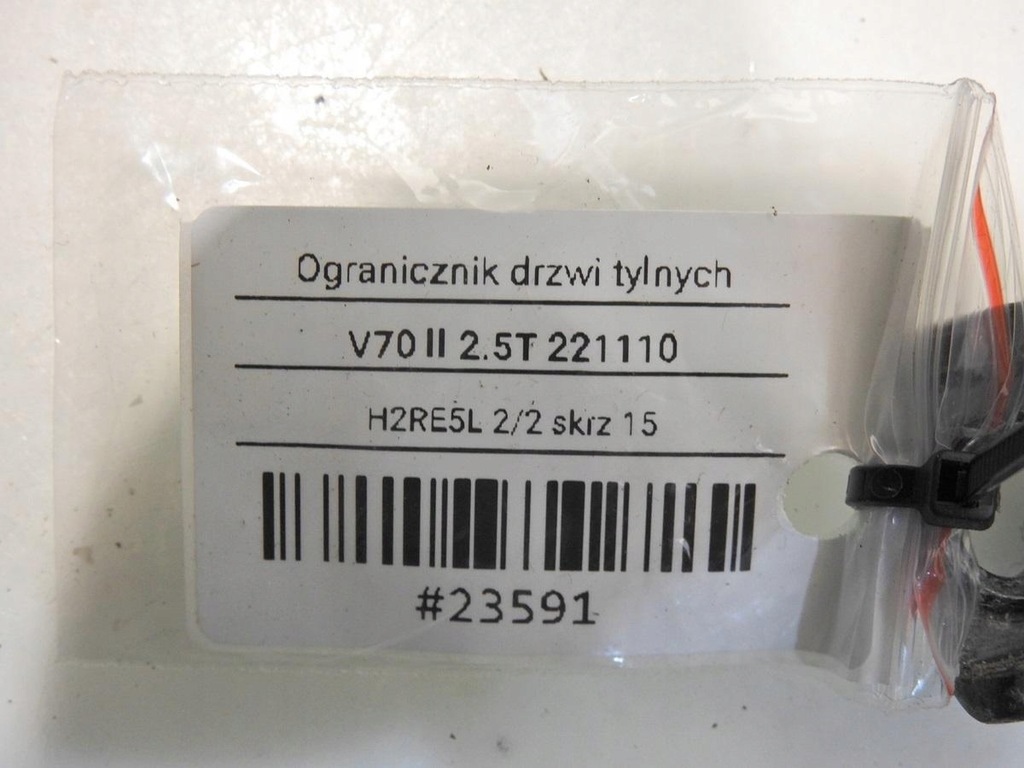 Ogranicznik drzwi tylnych
V70 II 2.5T 221110
H2RE5L 2/2 skrz 15
#23591